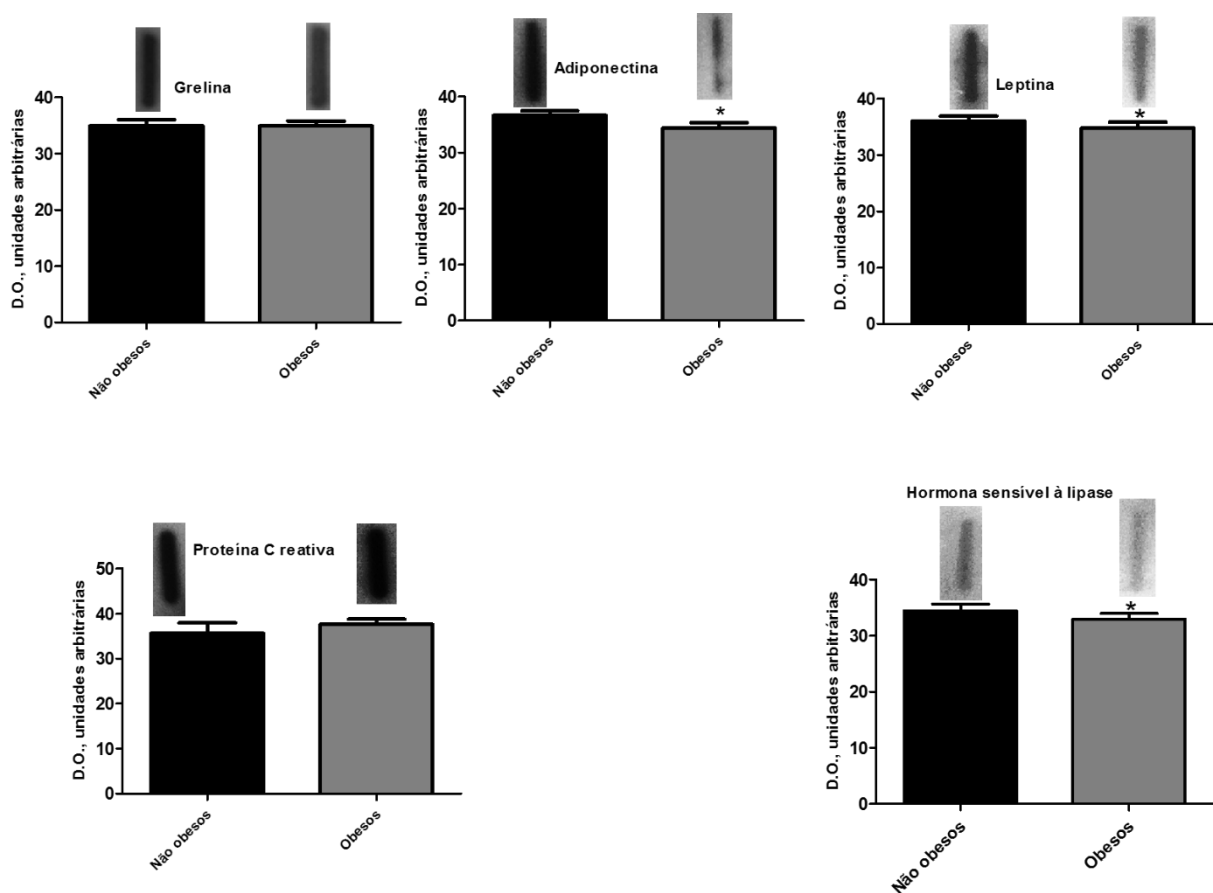 Grelina
D.O., unidades arbitrárias
40
30
20
10
0
Não obesos
Obesos
Adiponectina
D.O., unidades arbitrárias
40
30
20
10
0
*
Não obesos
Obesos
Leptina
D.O., unidades arbitrárias
40
30
20
10
0
*
Não obesos
Obesos
Proteína C reativa
D.O., unidades arbitrárias
50
40
30
20
10
0
Não obesos
Obesos
Hormona sensível à lipase
D.O., unidades arbitrárias
40
30
20
10
0
*
Não obesos
Obesos